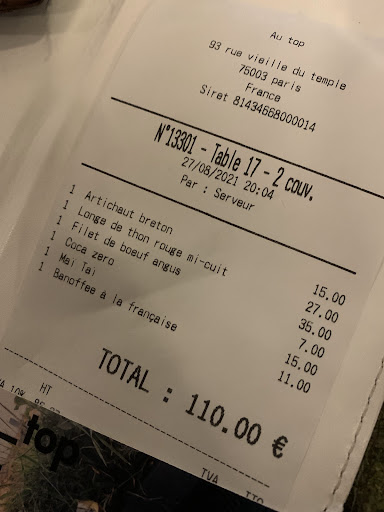 Au top
93 rue vieille du temple
75003 paris
France
Siret 81434668000014
N°13301 - Table 17 - 2 couv.
27/08/2021 20:04
Par : Serveur
1 Artichaut breton 15.00
1 Longe de thon rouge mi-cuit 27.00
1 Filet de boeuf angus 35.00
1 Coca zero 7.00
1 Mai Tai 15.00
1 Banoffee à la française 11.00
TOTAL : 110.00 €
HT TVA TTC
top